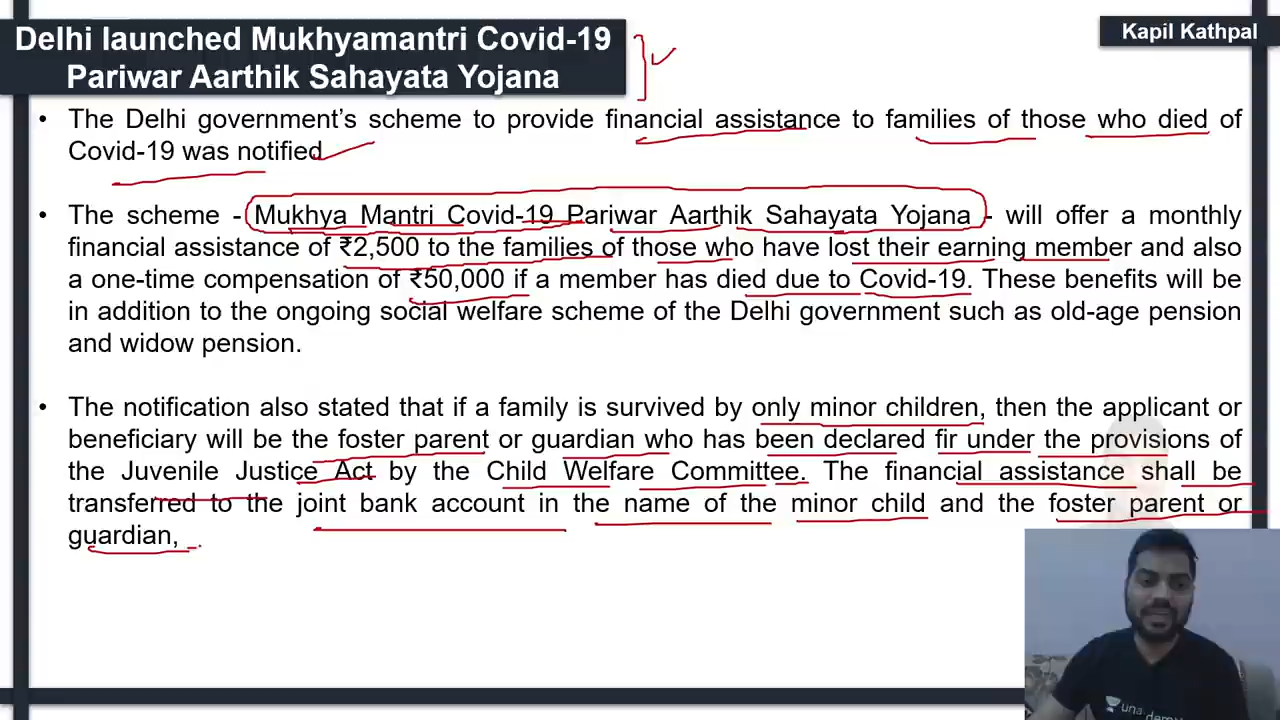 Delhi launched Mukhyamantri Covid-19
Pariwar Aarthik Sahayata Yojana
Kapil Kathpal
• The Delhi government's scheme to provide financial assistance to families of those who died of
Covid-19 was notified
• The scheme - Mukhya Mantri Covid-19 Pariwar Aarthik Sahayata Yojana - will offer a monthly
financial assistance of ₹2,500 to the families of those who have lost their earning member and also
a one-time compensation of ₹50,000 if a member has died due to Covid-19. These benefits will be
in addition to the ongoing social welfare scheme of the Delhi government such as old-age pension
and widow pension.
• The notification also stated that if a family is survived by only minor children, then the applicant or
beneficiary will be the foster parent or guardian who has been declared fir under the provisions of
the Juvenile Justice Act by the Child Welfare Committee. The financial assistance shall be
transferred to the joint bank account in the name of the minor child and the foster parent or
guardian,